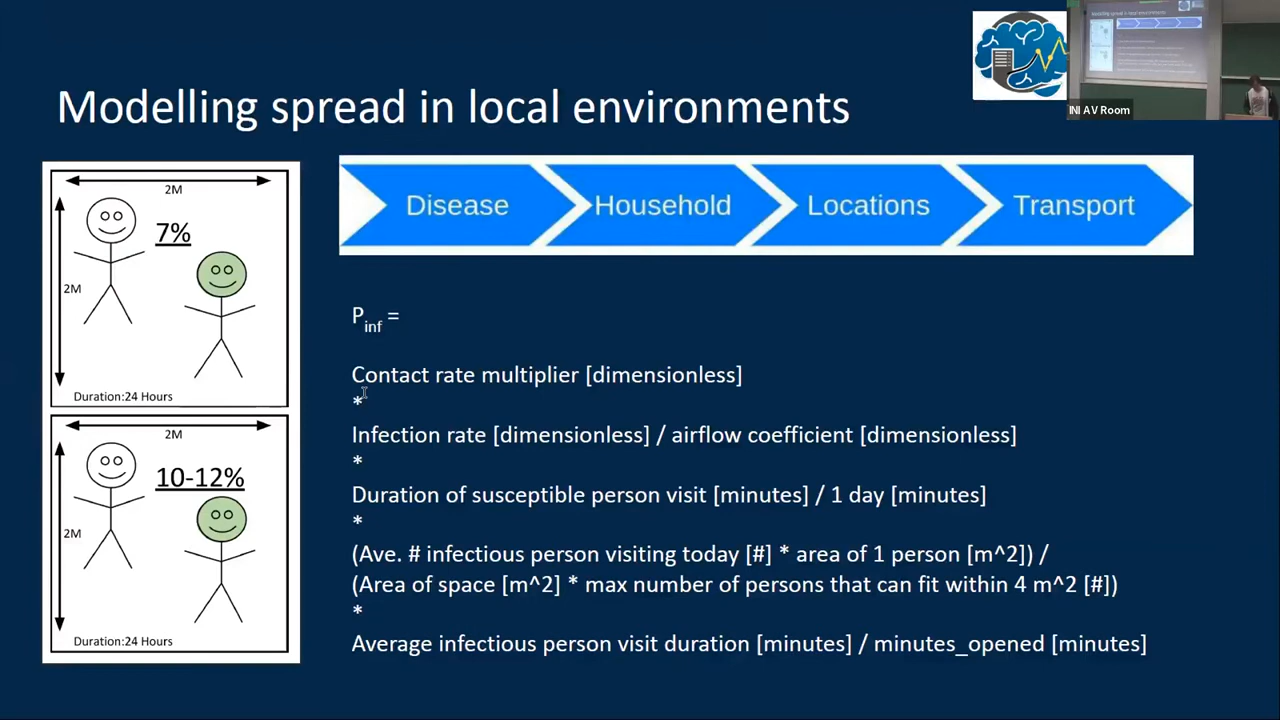 Modelling spread in local environments
INI AV Room
2M
7%
2M
Duration:24 Hours
2M
10-12%
2M
Duration:24 Hours
Disease
Household
Locations
Transport
Pinf =
Contact rate multiplier [dimensionless]
*
Infection rate [dimensionless] / airflow coefficient [dimensionless]
*
Duration of susceptible person visit [minutes] / 1 day [minutes]
*
(Ave. # infectious person visiting today [#] * area of 1 person [m^2]) /
(Area of space [m^2] * max number of persons that can fit within 4 m^2 [#])
*
Average infectious person visit duration [minutes] / minutes_opened [minutes]